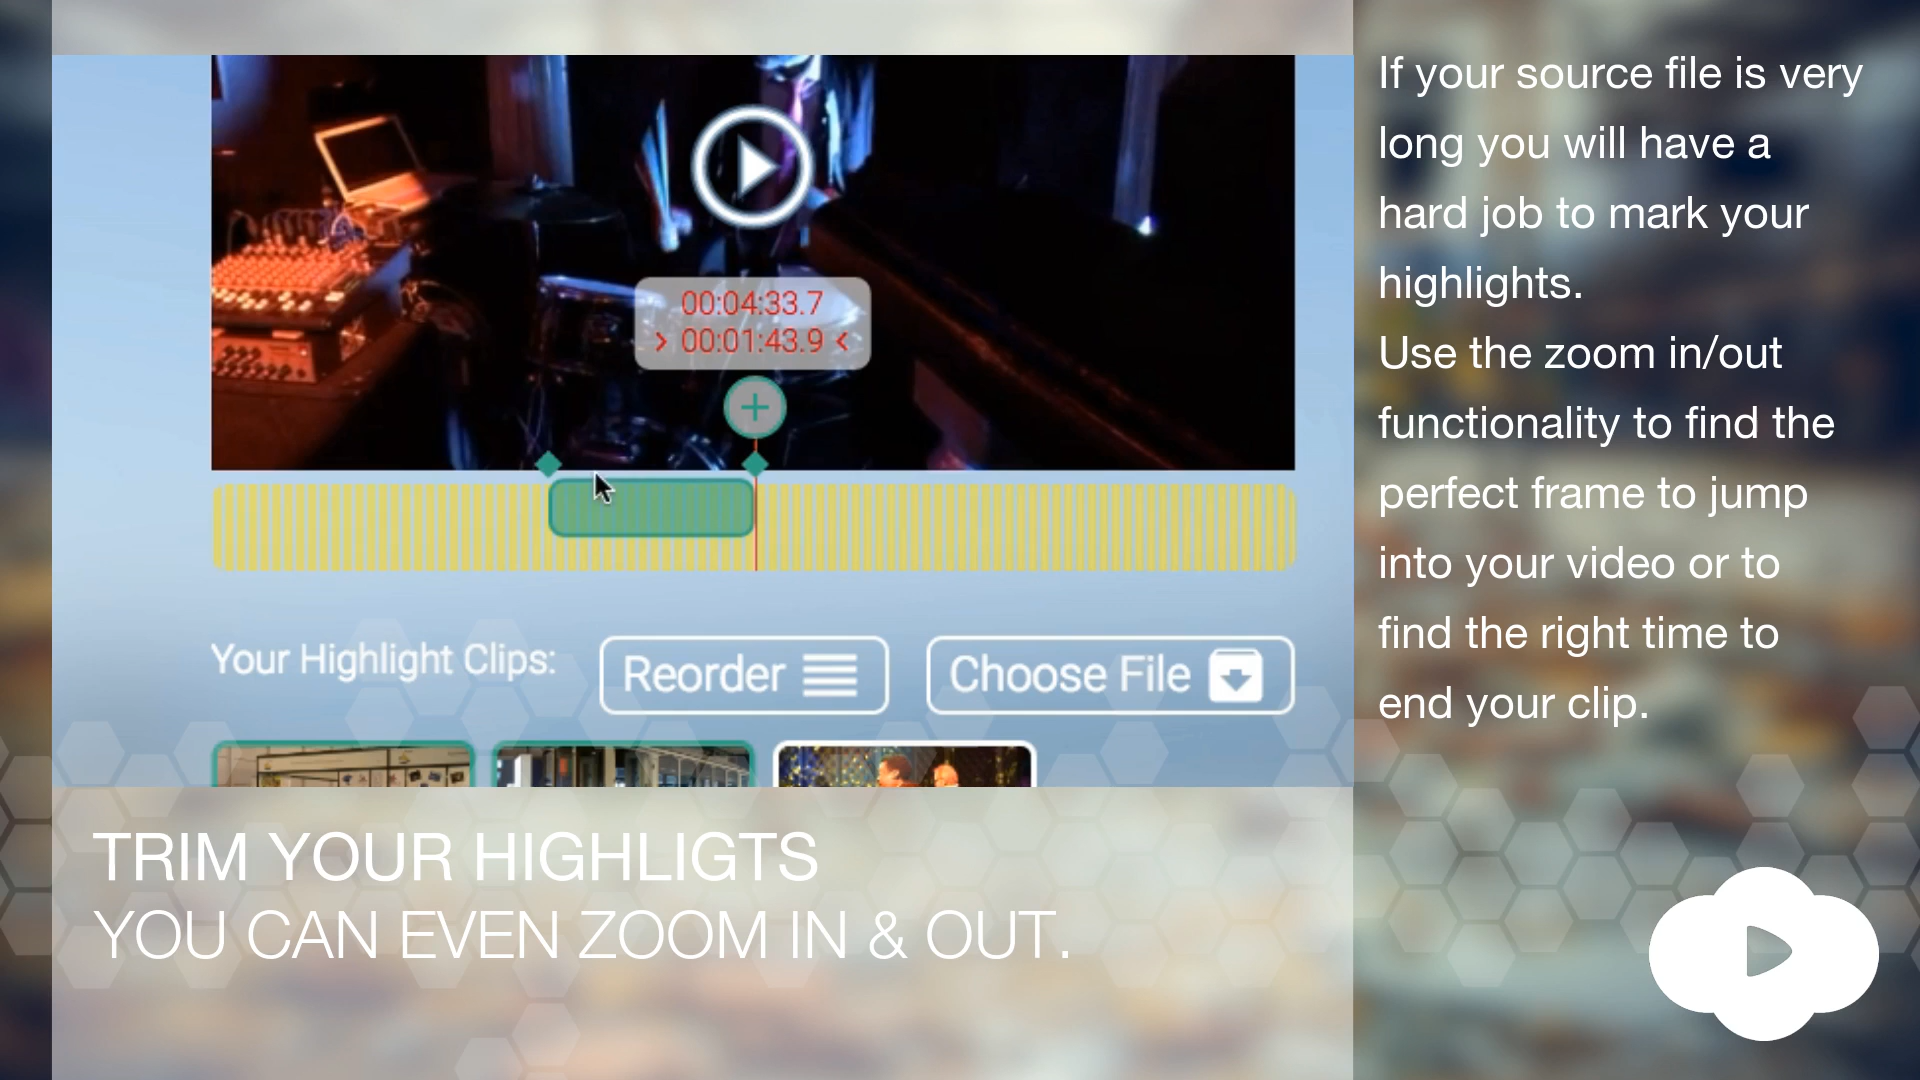 If your source file is very
long you will have a
hard job to mark your
highlights.
Use the zoom in/out
functionality to find the
perfect frame to jump
into your video or to
find the right time to
end your clip.
00:04:33.7
> 00:01:43.9 <
Your Highlight Clips:
Reorder
Choose File
TRIM YOUR HIGHLIGTS
YOU CAN EVEN ZOOM IN & OUT.